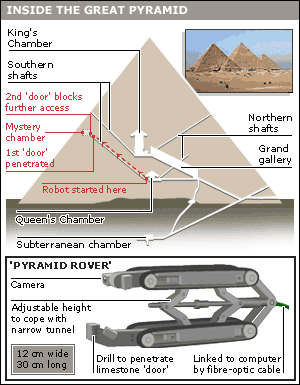 INSIDE THE GREAT PYRAMID
King's
Chamber
Southern
shafts
2nd 'door' blocks
further access
Mystery
chamber
1st 'door'
penetrated
Robot started here
Queen's Chamber
Subterranean chamber
Northern
shafts
Grand
gallery
'PYRAMID ROVER'
Camera
Adjustable height
to cope with
narrow tunnel
12 cm wide
30 cm long
Drill to penetrate
limestone 'door'
Linked to computer
by fibre-optic cable